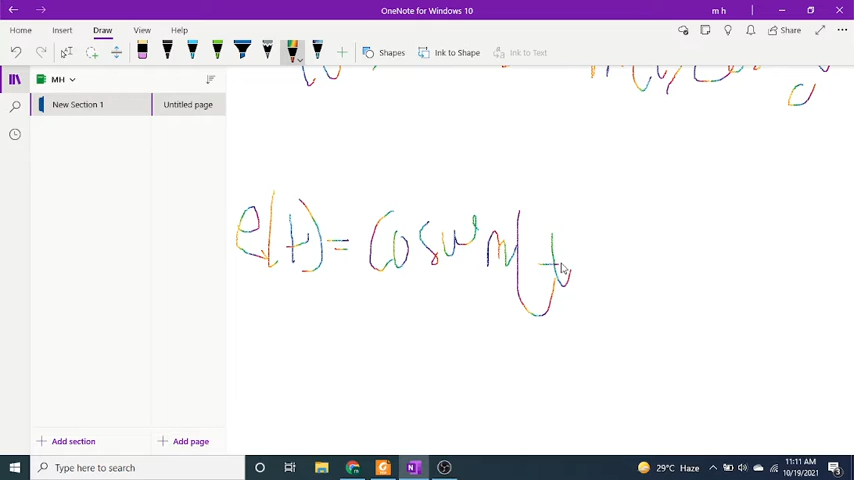 OneNote for Windows 10
m h
Home Insert Draw View Help
Share
Shapes Ink to Shape Ink to Text
MH
New Section 1 Untitled page
e(t) = Cos wm(t
Add section Add page
Type here to search
29°C Haze
11:11 AM
10/19/2021
3